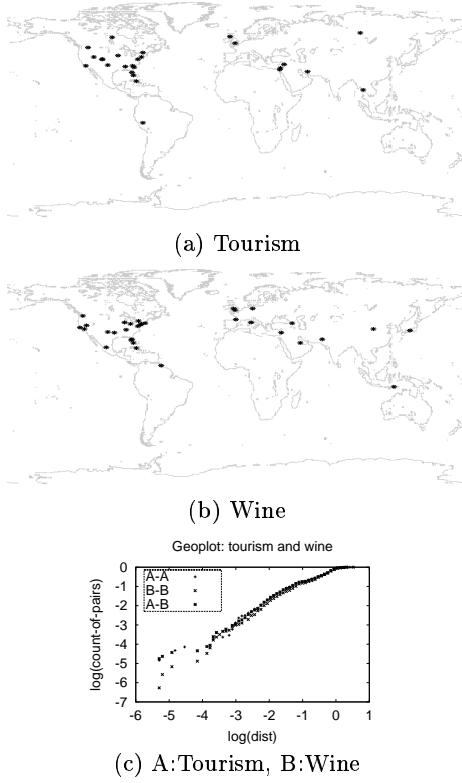 (a) Tourism
(b) Wine
Geoplot: tourism and wine
A-A
B-B
A-B
log(count-of-pairs)
0
-1
-2
-3
-4
-5
-6
-7
-6 -5 -4 -3 -2 -1 0 1
log(dist)
(c) A:Tourism, B:Wine